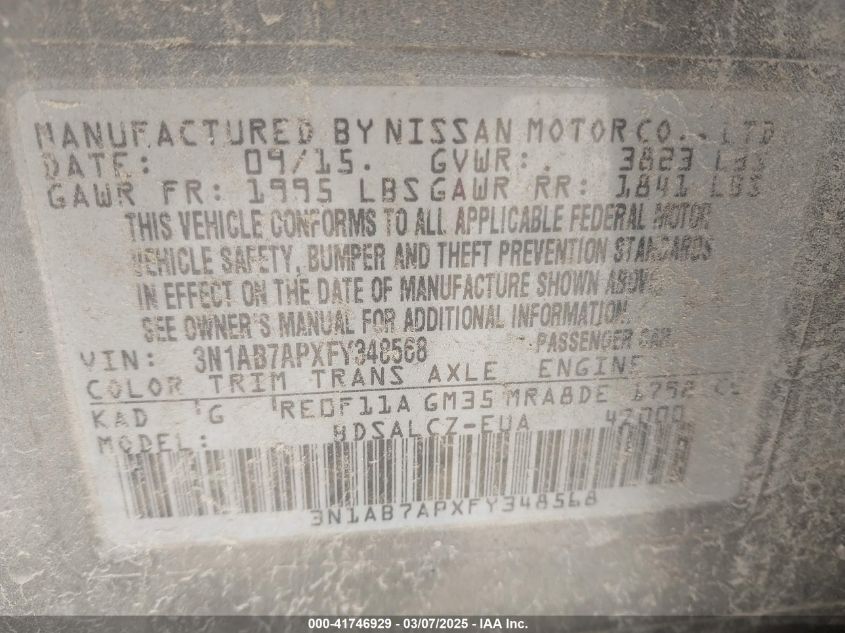 MANUFACTURED BY NISSAN MOTOR CO., LTD
DATE: 09/15. GVWR: 3823 LBS
GAWR FR: 1995 LBS GAWR RR: 1841 LBS
THIS VEHICLE CONFORMS TO ALL APPLICABLE FEDERAL MOTOR
VEHICLE SAFETY, BUMPER AND THEFT PREVENTION STANDARDS
IN EFFECT ON THE DATE OF MANUFACTURE SHOWN ABOVE.
SEE OWNER'S MANUAL FOR ADDITIONAL INFORMATION.
VIN: 3N1AB7APXFY348568 PASSENGER CAR
COLOR TRIM TRANS AXLE ENGINE
KAD G RE0F11A GM35 MRA8DE
MODEL: BDSALCZ-EUA 47000
3N1AB7APXFY348568
000-41746929 / 03/07/2025 - IAA Inc.